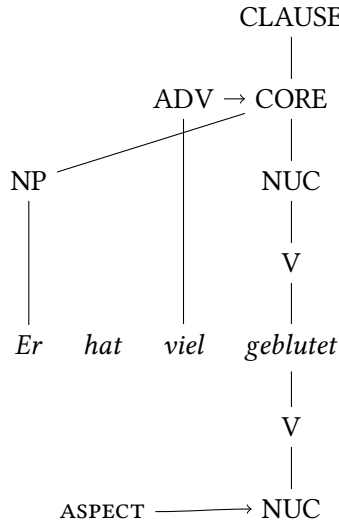 CLAUSE
ADV → CORE
NP NUC
V
Er hat viel geblutet
V
ASPECT NUC